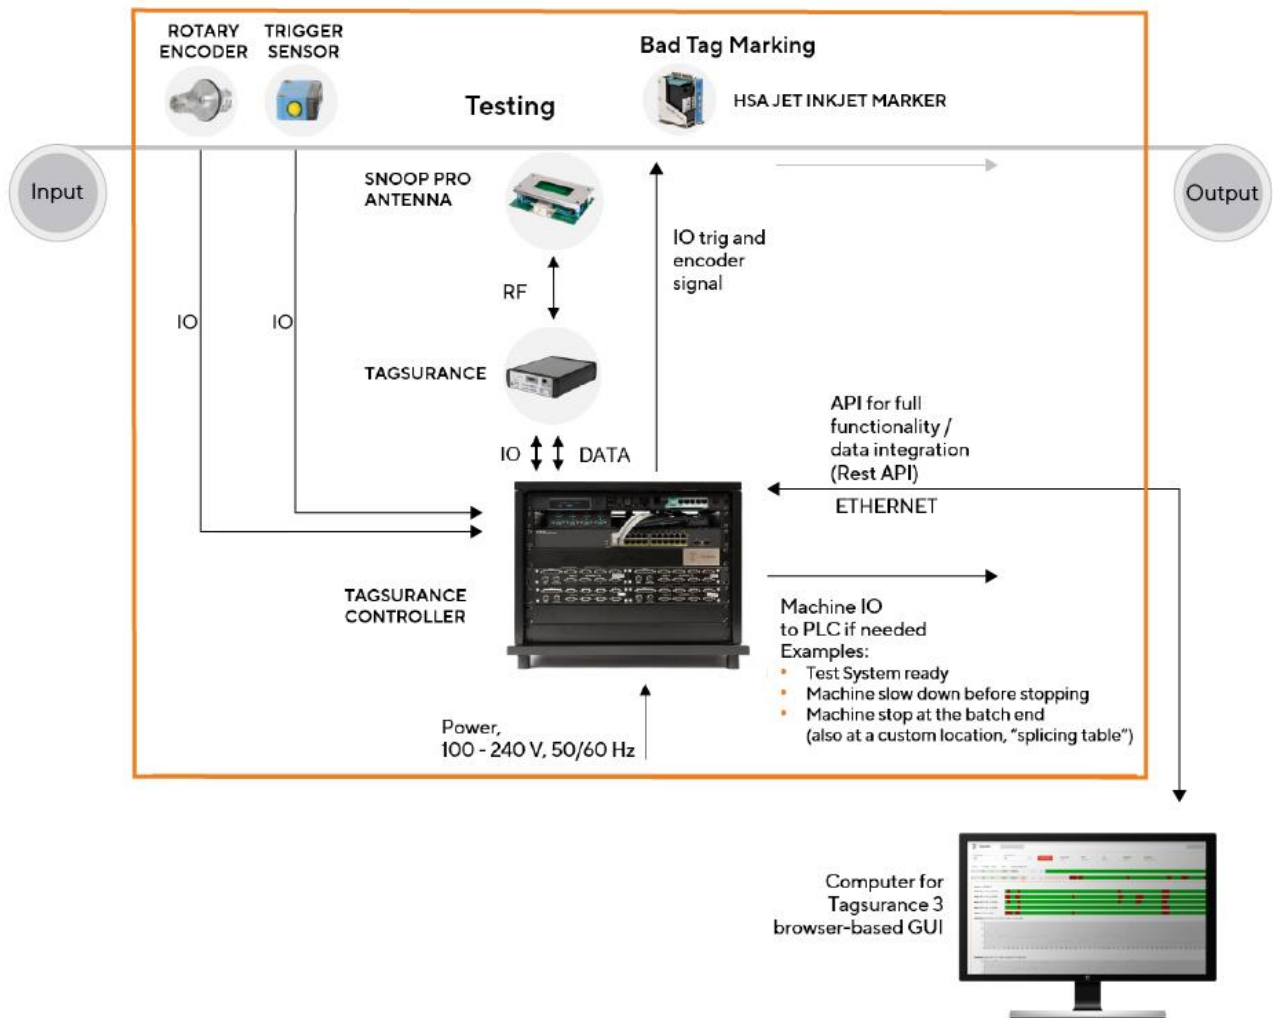 ROTARY
ENCODER
TRIGGER
SENSOR
Bad Tag Marking
HSA JET INKJET MARKER
Testing
Input
Output
SNOOP PRO
ANTENNA
IO trig and
encoder
signal
RF
IO
IO
TAGSURANCE
IO
DATA
API for full
functionality /
data integration
(Rest API)
ETHERNET
TAGSURANCE
CONTROLLER
Machine IO
to PLC if needed
Examples:
• Test System ready
• Machine slow down before stopping
• Machine stop at the batch end
(also at a custom location, “splicing table”)
Power,
100 - 240 V, 50/60 Hz
Computer for
Tagsurance 3
browser-based GUI